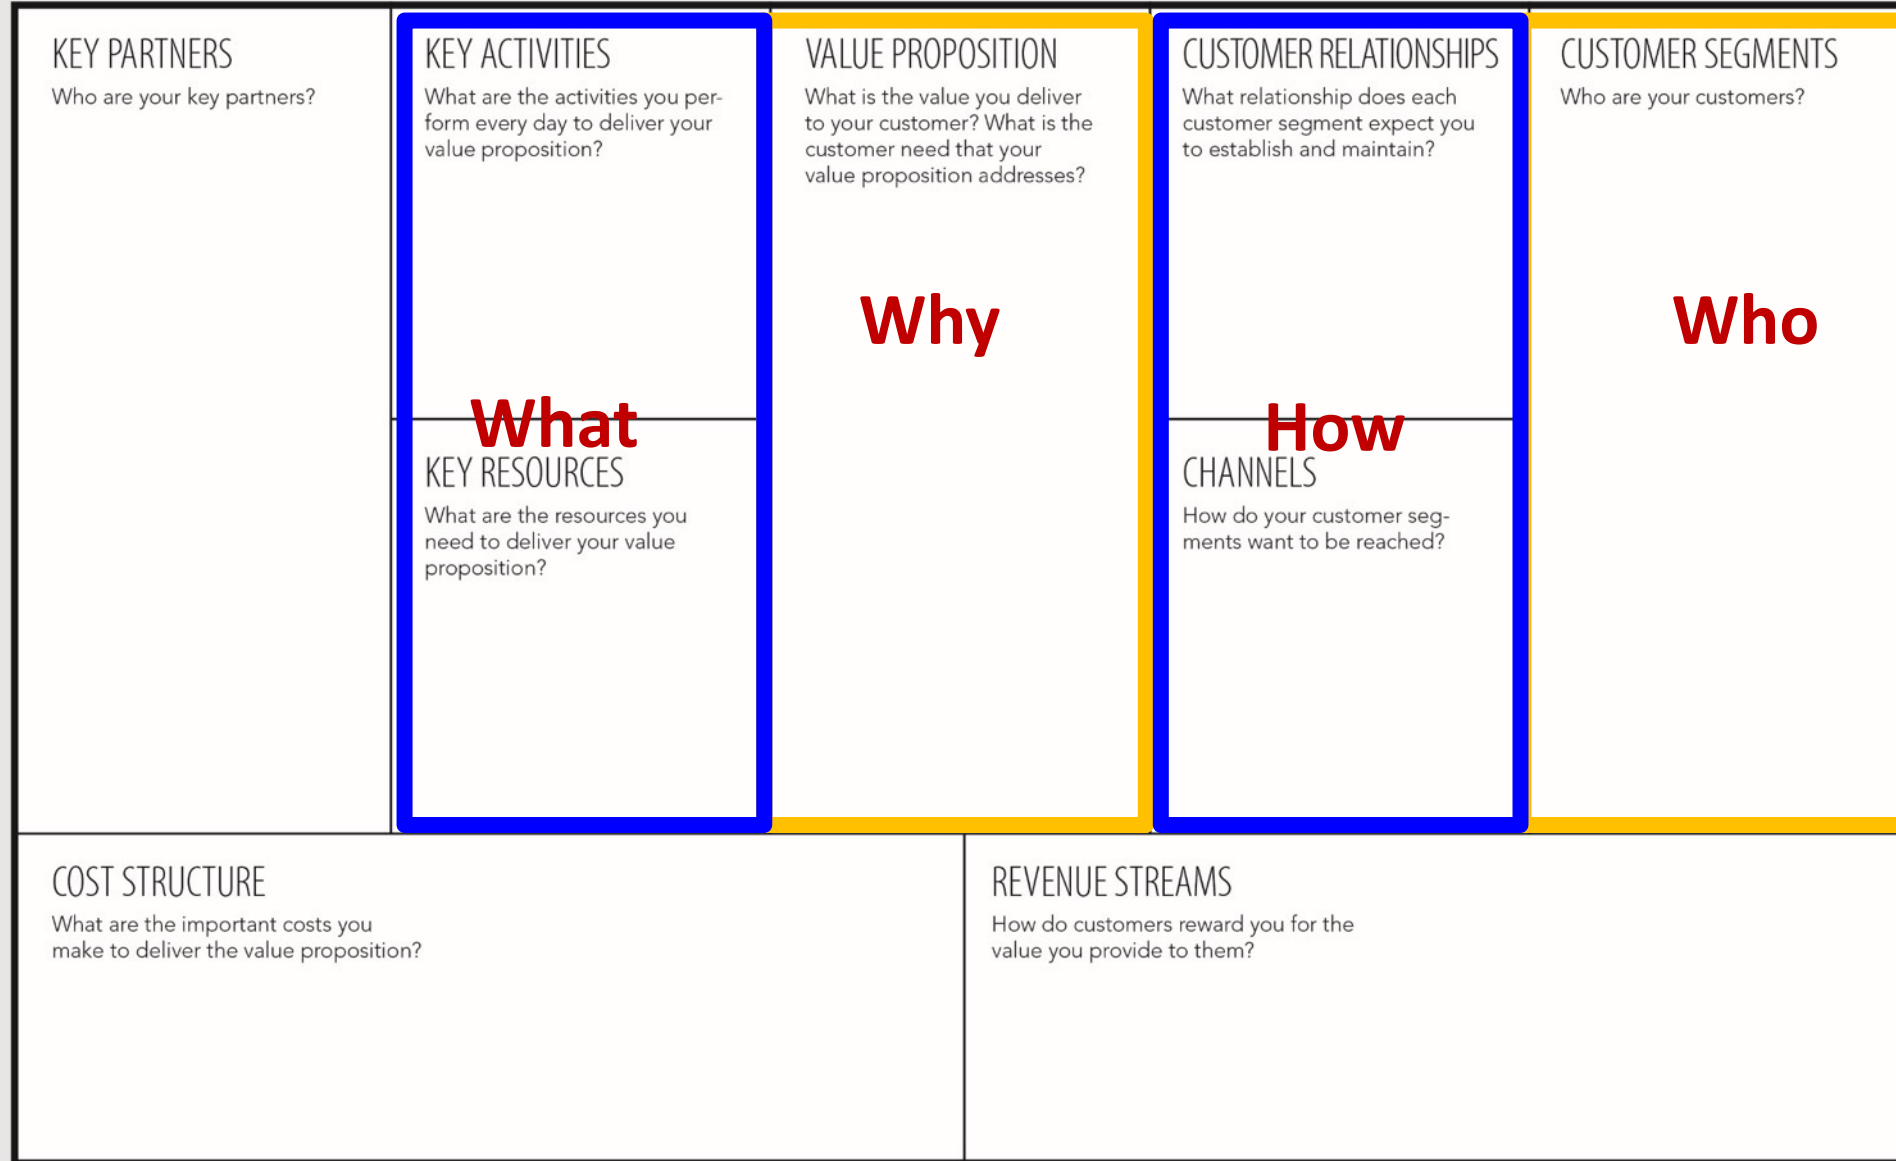 KEY PARTNERS
Who are your key partners?
KEY ACTIVITIES
What are the activities you per-
form every day to deliver your
value proposition?
What
KEY RESOURCES
What are the resources you
need to deliver your value
proposition?
VALUE PROPOSITION
What is the value you deliver
to your customer? What is the
customer need that your
value proposition addresses?
Why
CUSTOMER RELATIONSHIPS
What relationship does each
customer segment expect you
to establish and maintain?
How
CHANNELS
How do your customer seg-
ments want to be reached?
CUSTOMER SEGMENTS
Who are your customers?
Who
COST STRUCTURE
What are the important costs you
make to deliver the value proposition?
REVENUE STREAMS
How do customers reward you for the
value you provide to them?